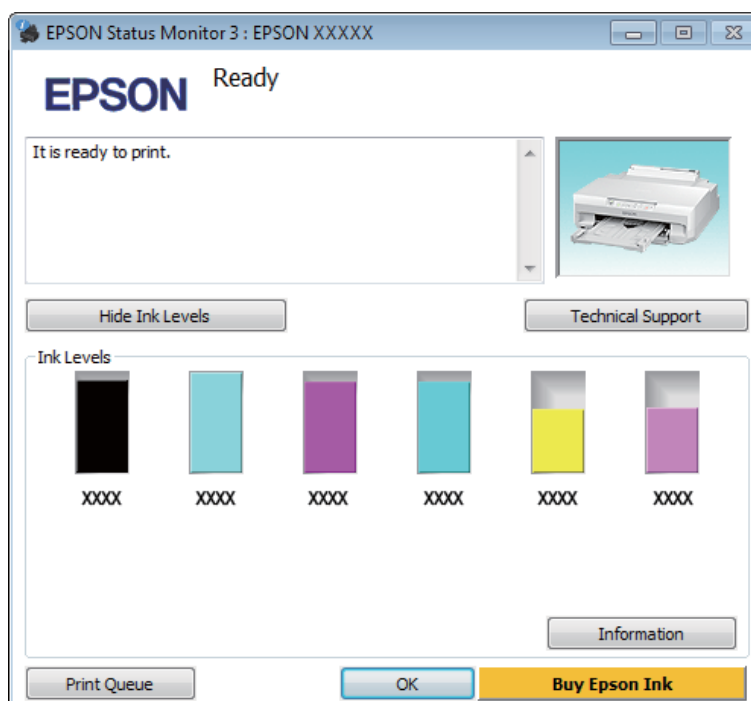 EPSON Status Monitor 3 : EPSON XXXXX
EPSON
Ready
It is ready to print.
Hide Ink Levels
Technical Support
Ink Levels
XXXX XXXX XXXX XXXX XXXX XXXX
Information
Print Queue
OK
Buy Epson Ink